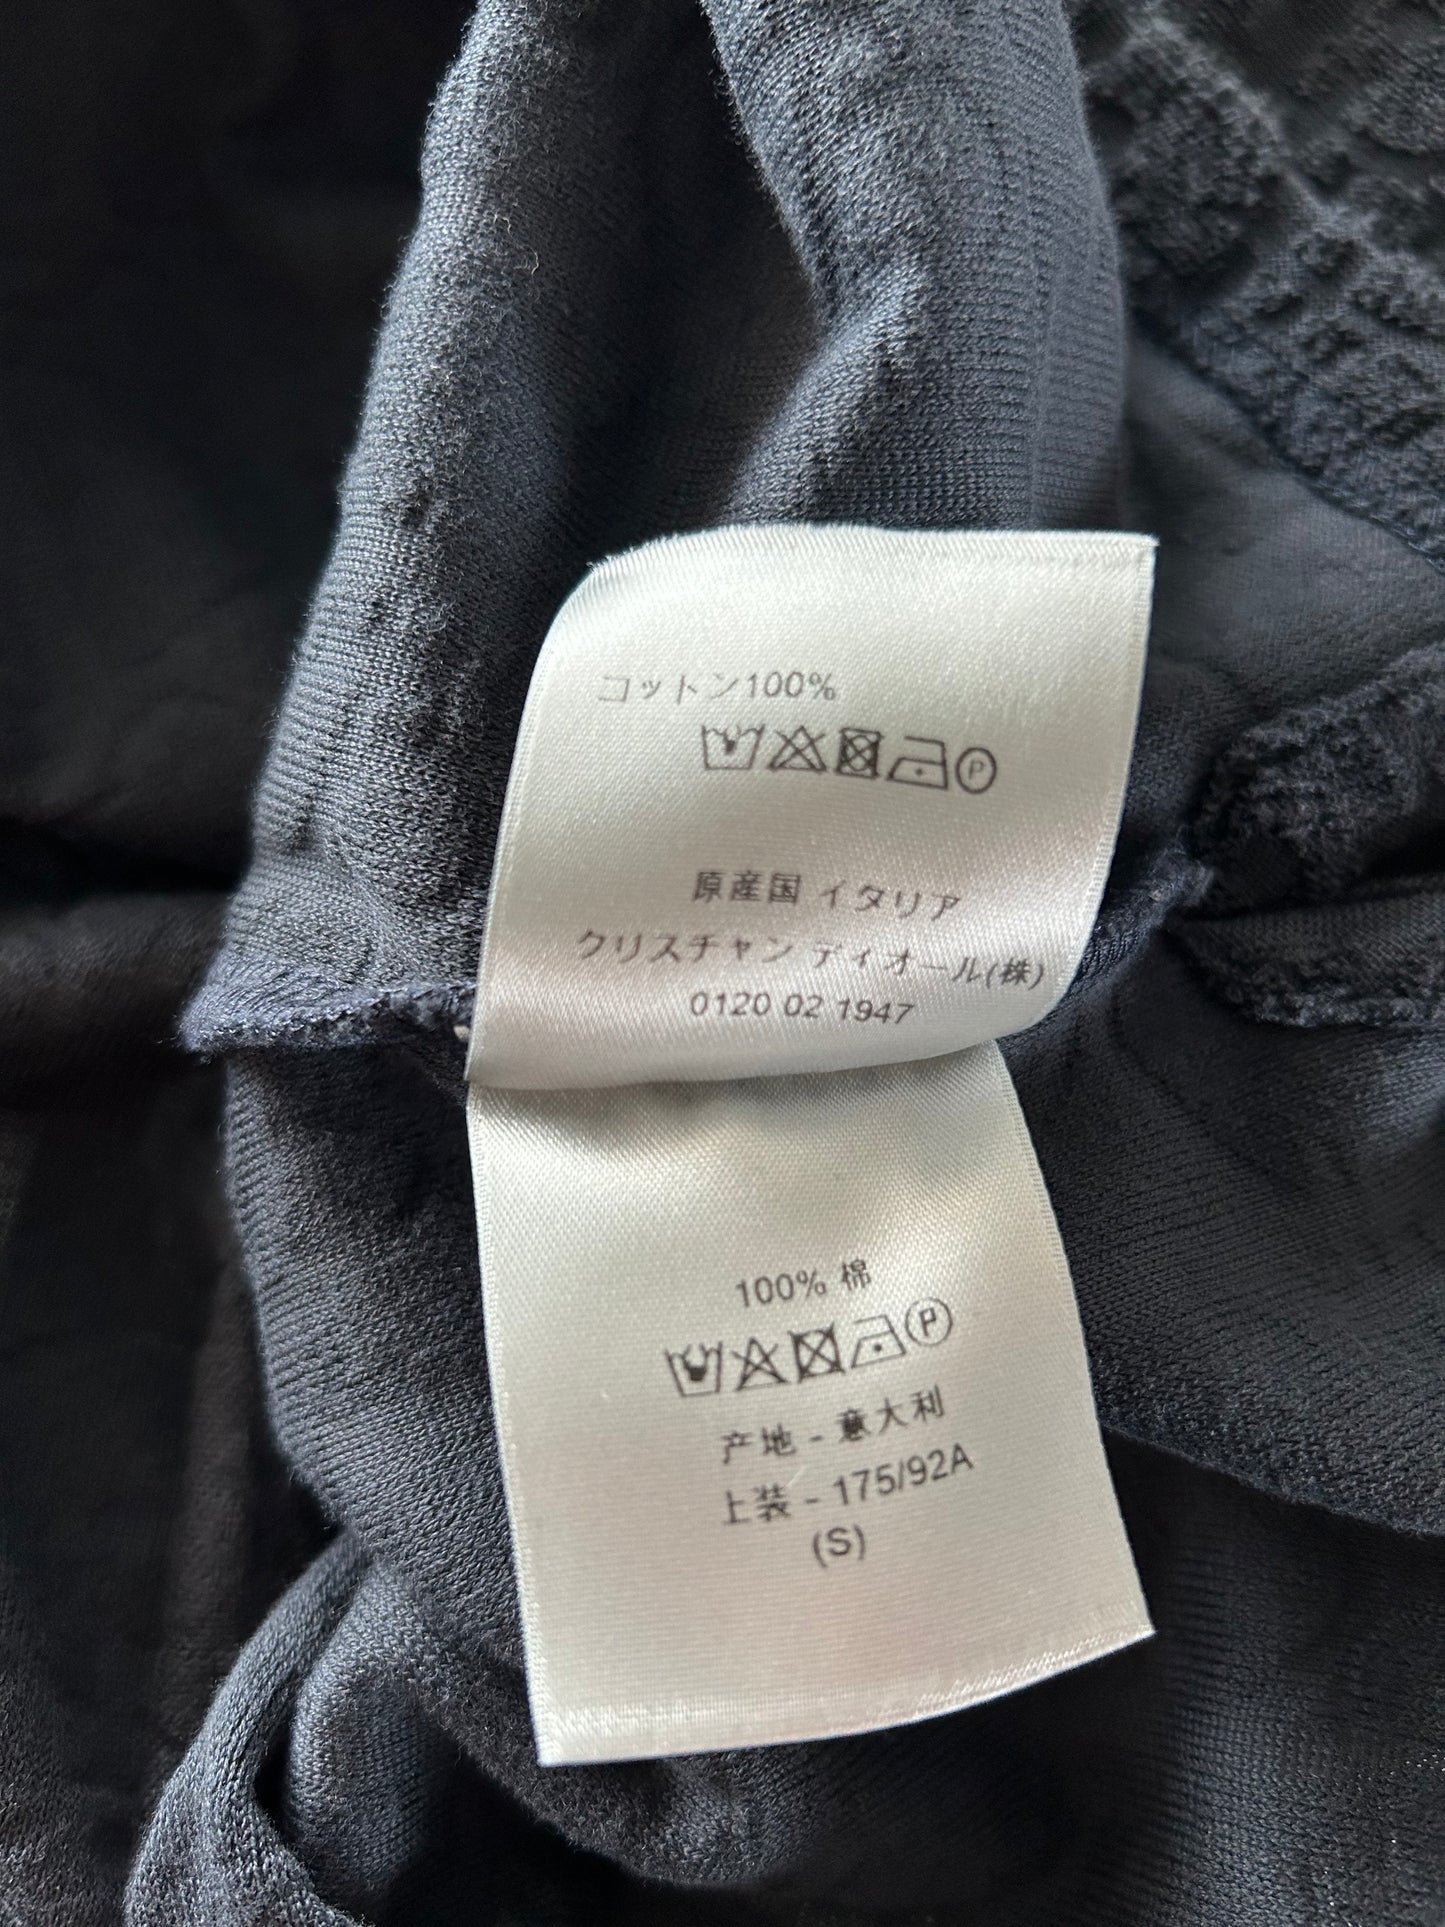 コットン100%
P
原産国 イタリア
クリスチャン ディオール(株)
0120 02 1947
100% 棉
P
产地 - 意大利
上装 - 175/92A
(S)